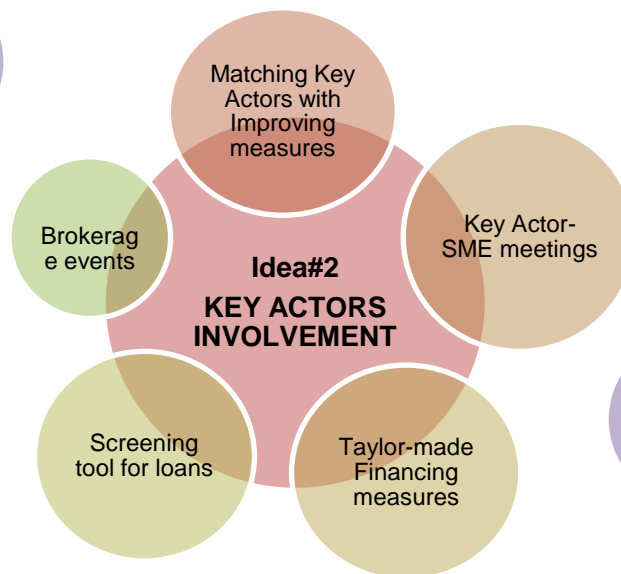 Matching Key
Actors with
Improving
measures
Key Actor-
SME meetings
Brokerag
e events
Idea#2
KEY ACTORS
INVOLVEMENT
Screening
tool for loans
Taylor-made
Financing
measures